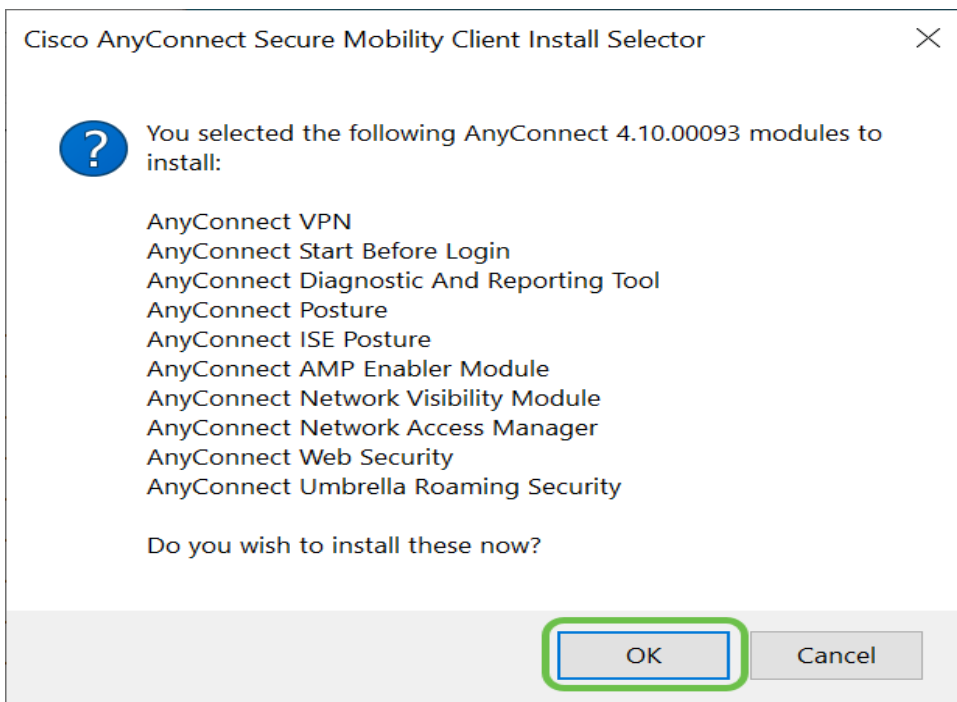 Cisco AnyConnect Secure Mobility Client Install Selector
?
You selected the following AnyConnect 4.10.00093 modules to
install:
AnyConnect VPN
AnyConnect Start Before Login
AnyConnect Diagnostic And Reporting Tool
AnyConnect Posture
AnyConnect ISE Posture
AnyConnect AMP Enabler Module
AnyConnect Network Visibility Module
AnyConnect Network Access Manager
AnyConnect Web Security
AnyConnect Umbrella Roaming Security
Do you wish to install these now?
OK
Cancel